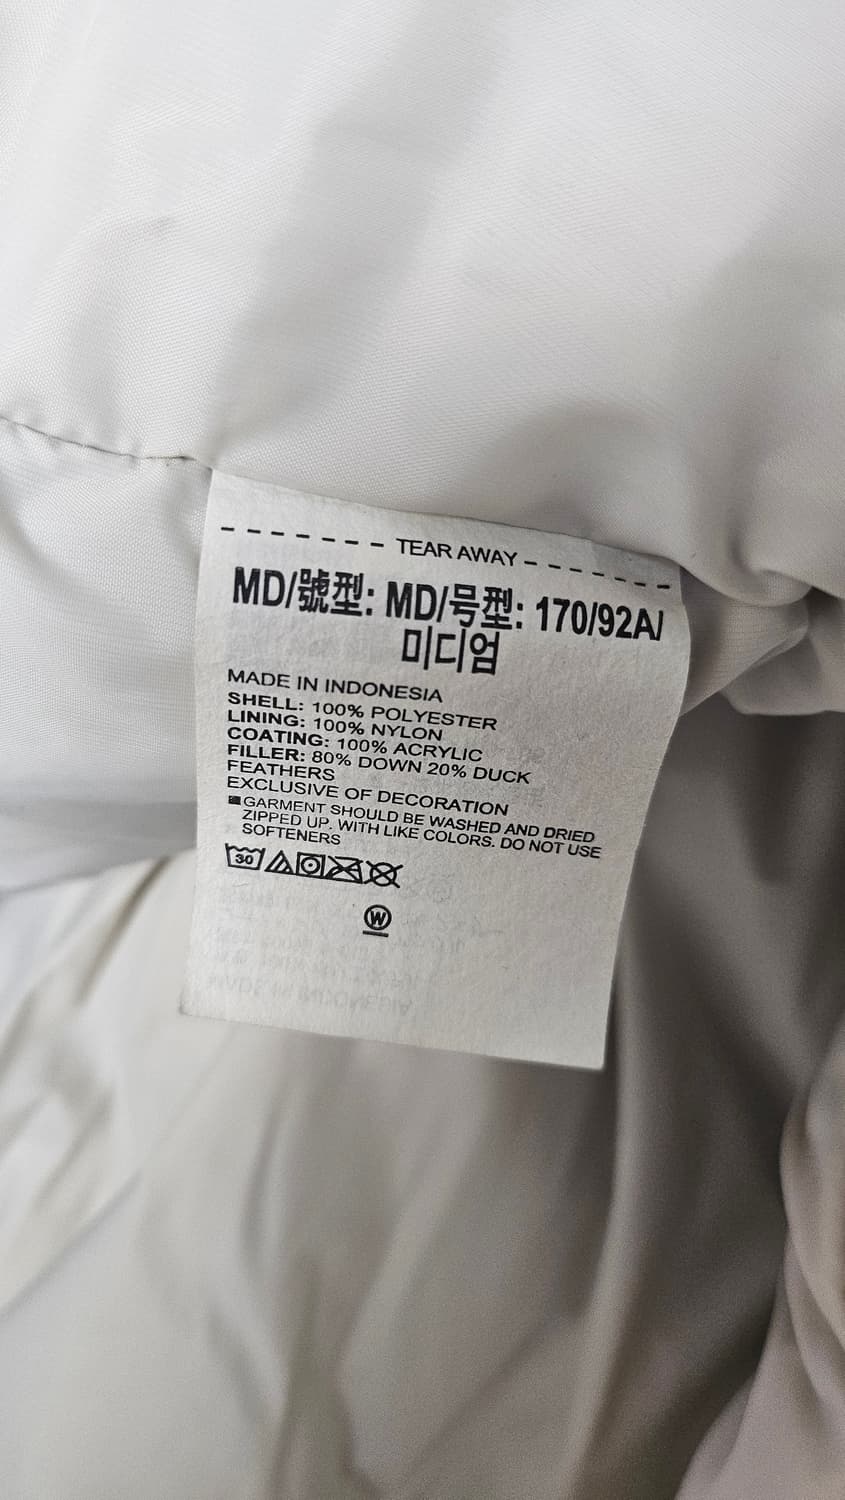 TEAR AWAY
MD/號型: MD/号型: 170/92A/
미디엄
MADE IN INDONESIA
SHELL: 100% POLYESTER
LINING: 100% NYLON
COATING: 100% ACRYLIC
FILLER: 80% DOWN 20% DUCK
FEATHERS
EXCLUSIVE OF DECORATION
GARMENT SHOULD BE WASHED AND DRIED
ZIPPED UP. WITH LIKE COLORS. DO NOT USE
SOFTENERS
30
W